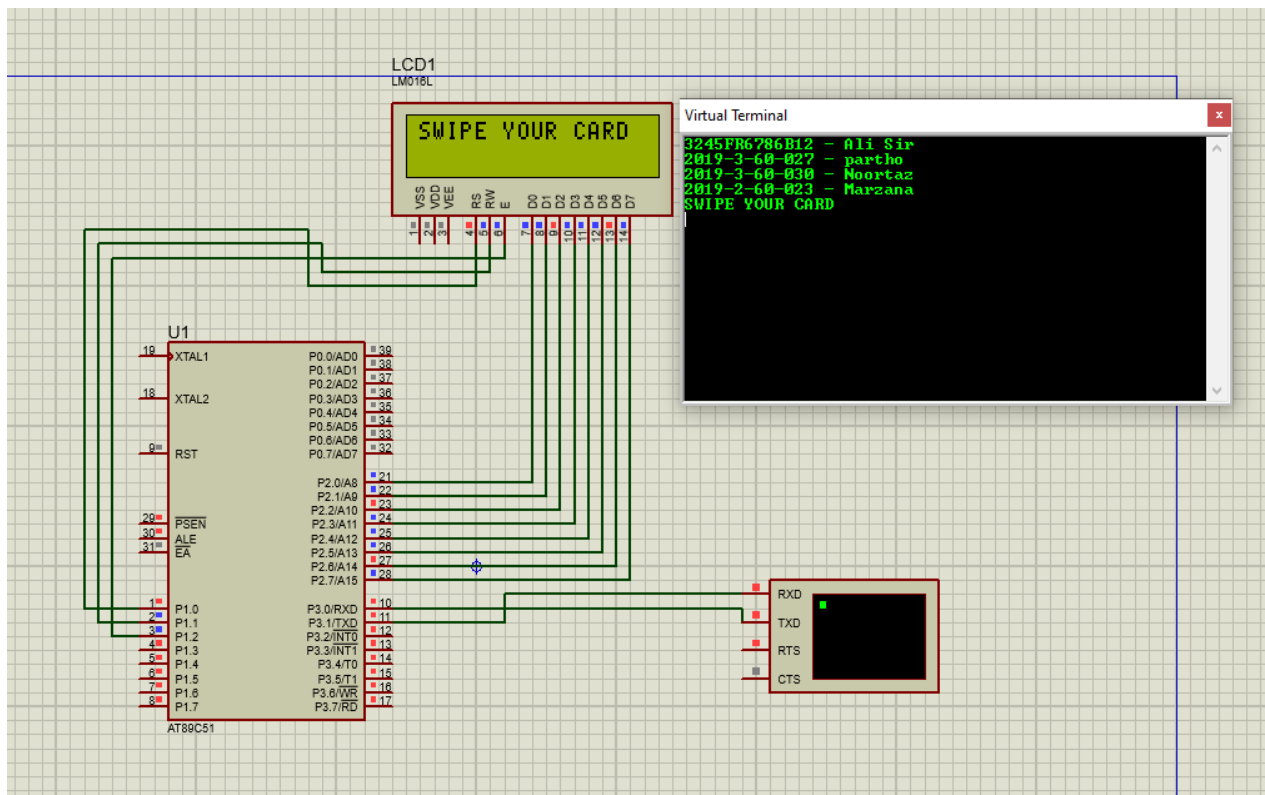 LCD1
LM016L
SWIPE YOUR CARD
VSS
VDD
VEE
RS
RW
E
D0
D1
D2
D3
D4
D5
D6
D7
1
2
3
4
5
6
7
8
9
10
11
12
13
14
Virtual Terminal
x
3245FR6786B12 - Ali Sir
2019-3-60-027 - partho
2019-3-60-030 - Noortaz
2019-2-60-023 - Marzana
SWIPE YOUR CARD
U1
19 XTAL1
18 XTAL2
9 RST
29 PSEN
30 ALE
31 EA
1 P1.0
2 P1.1
3 P1.2
4 P1.3
5 P1.4
6 P1.5
7 P1.6
8 P1.7
P0.0/AD0 39
P0.1/AD1 38
P0.2/AD2 37
P0.3/AD3 36
P0.4/AD4 35
P0.5/AD5 34
P0.6/AD6 33
P0.7/AD7 32
P2.0/A8 21
P2.1/A9 22
P2.2/A10 23
P2.3/A11 24
P2.4/A12 25
P2.5/A13 26
P2.6/A14 27
P2.7/A15 28
P3.0/RXD 10
P3.1/TXD 11
P3.2/INT0 12
P3.3/INT1 13
P3.4/T0 14
P3.5/T1 15
P3.6/WR 16
P3.7/RD 17
AT89C51
RXD
TXD
RTS
CTS